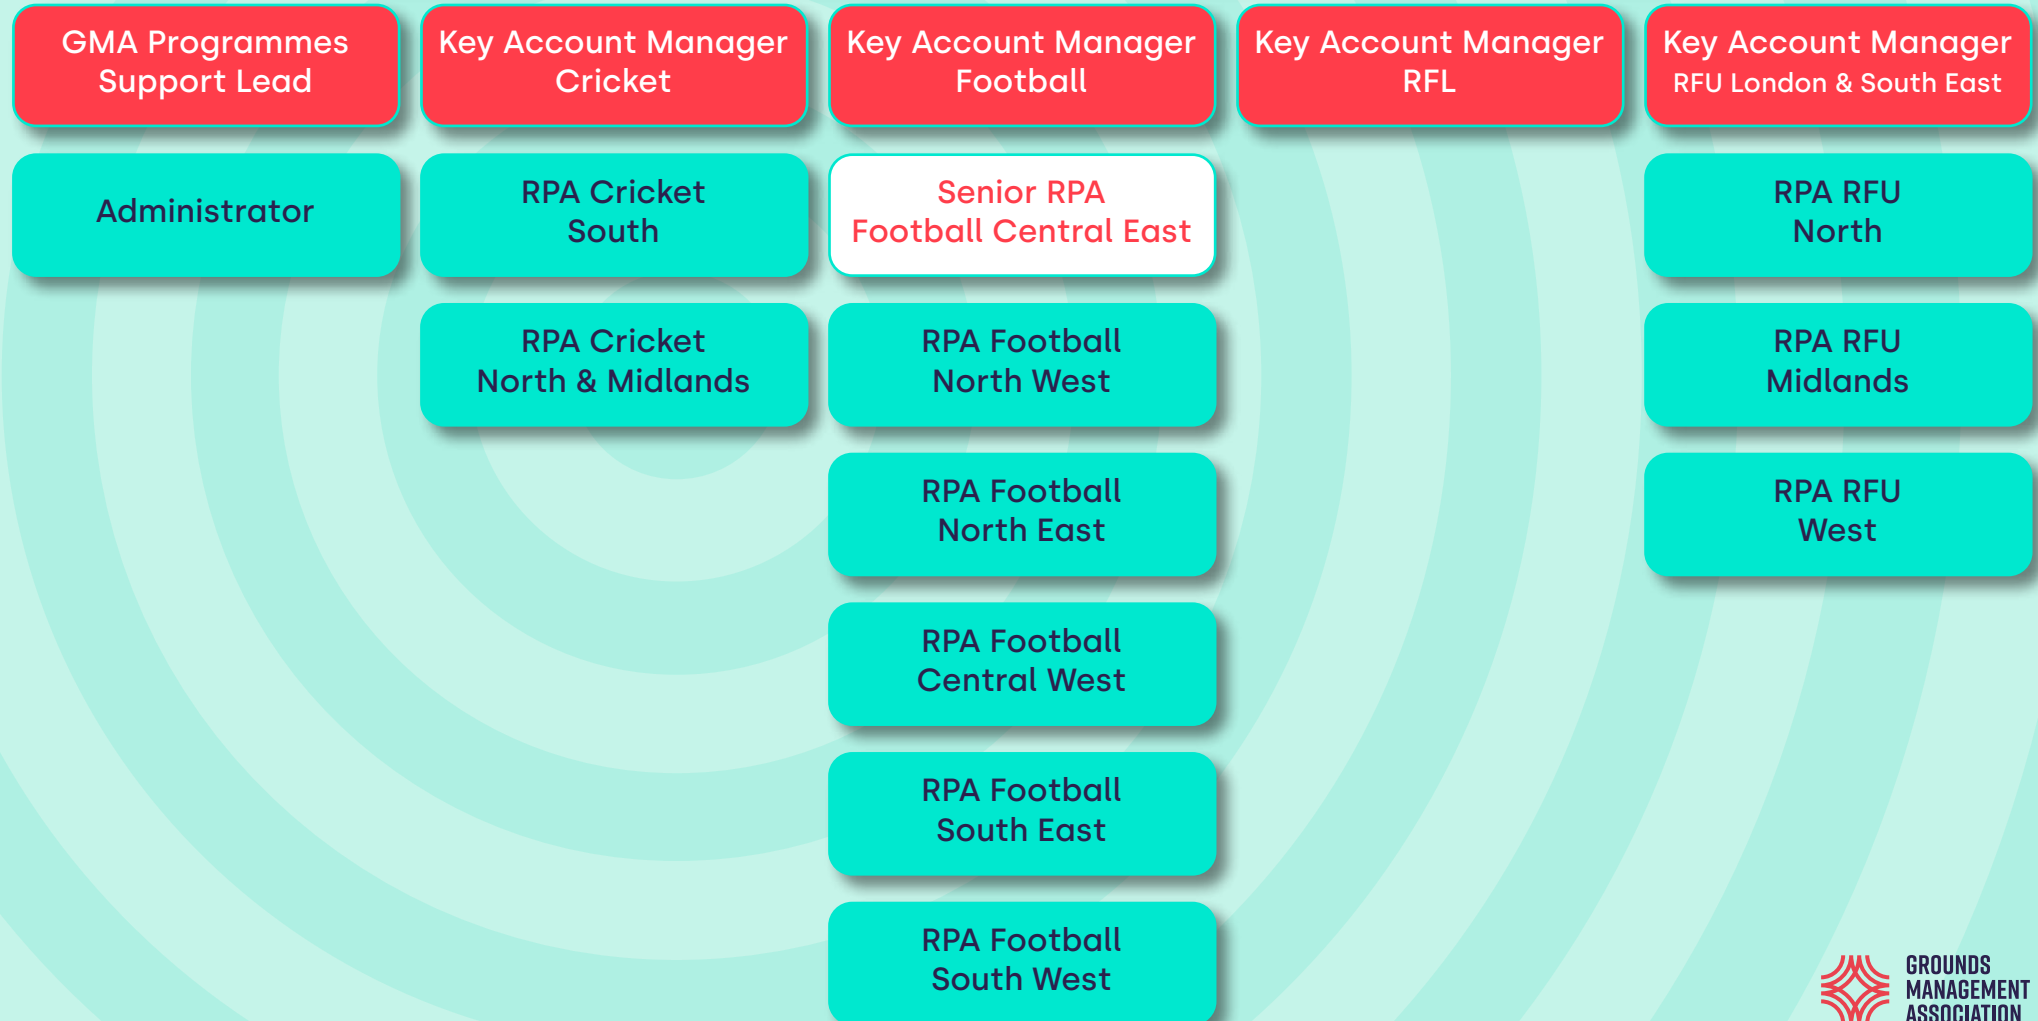 GMA Programmes
Support Lead
Administrator
Key Account Manager
Cricket
RPA Cricket
South
RPA Cricket
North & Midlands
Key Account Manager
Football
Senior RPA
Football Central East
RPA Football
North West
RPA Football
North East
RPA Football
Central West
RPA Football
South East
RPA Football
South West
Key Account Manager
RFL
Key Account Manager
RFU London & South East
RPA RFU
North
RPA RFU
Midlands
RPA RFU
West
GROUNDS
MANAGEMENT
ASSOCIATION